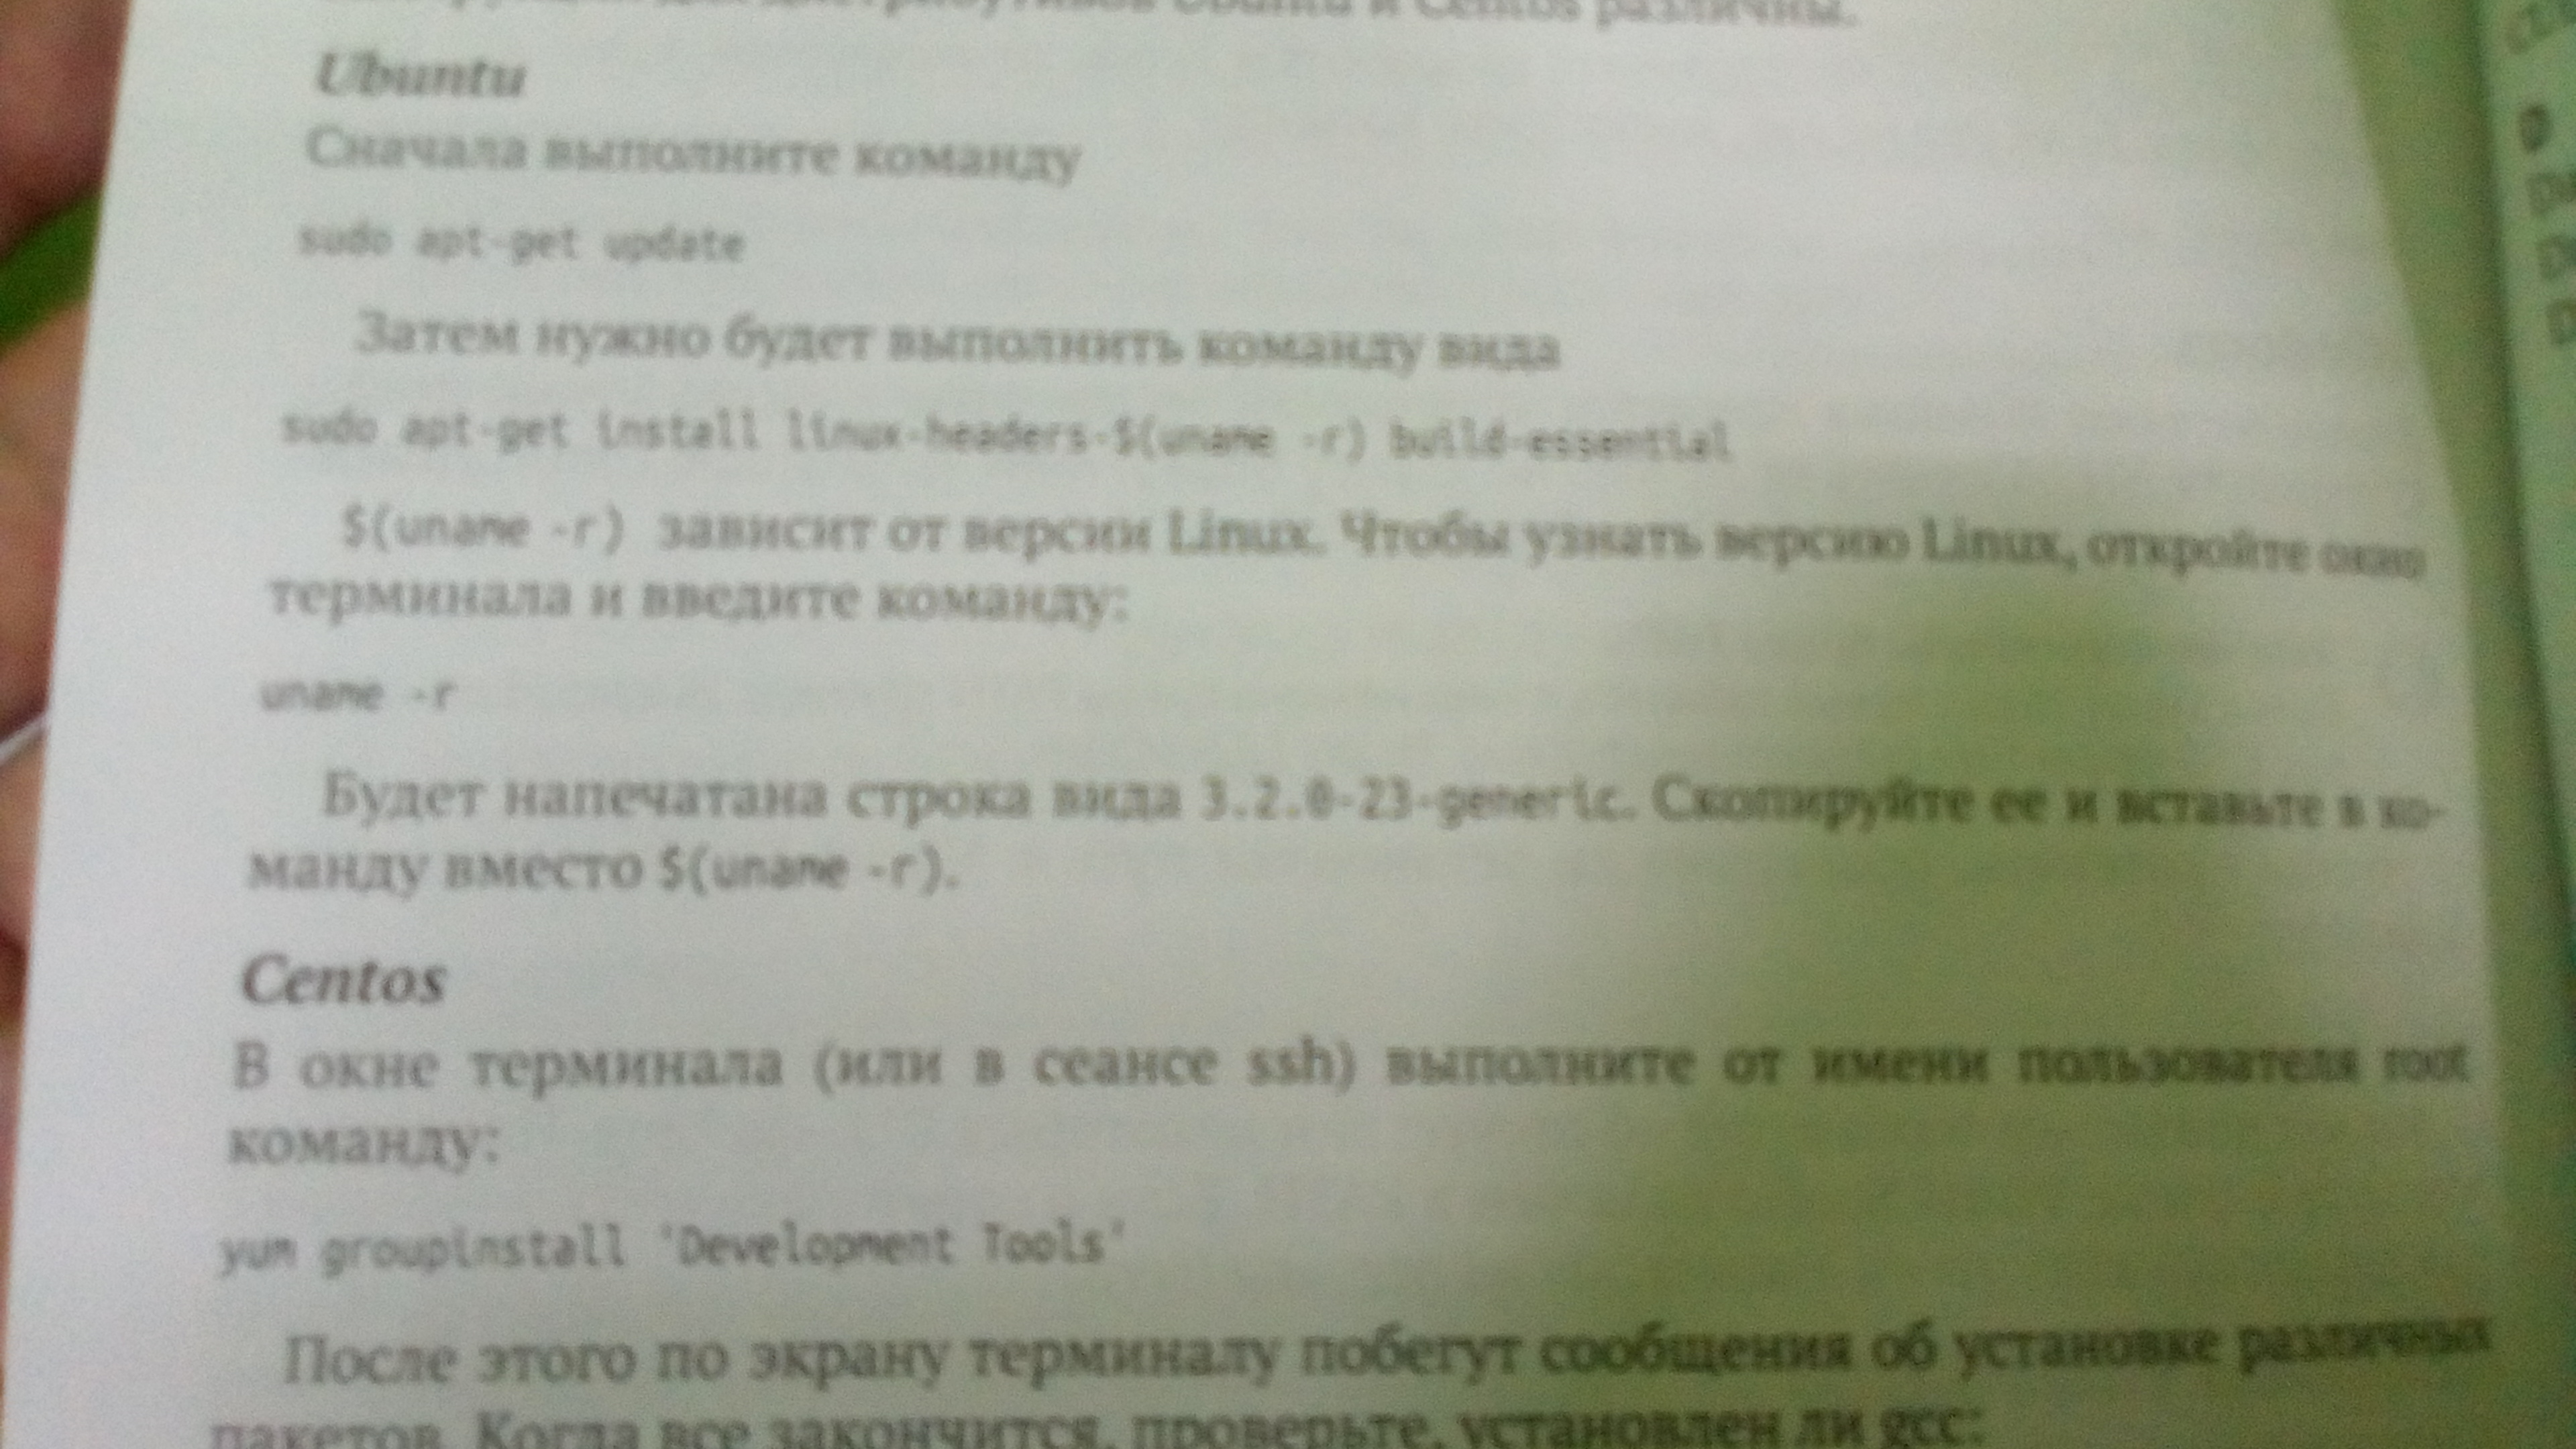 дистрибутивов Ubuntu и Centos различны.
Ubuntu
Сначала выполните команду
sudo apt-get update
Затем нужно будет выполнить команду вида
sudo apt-get install linux-headers-$(uname -r) build-essential
$(uname -r) зависит от версии Linux. Чтобы узнать версию Linux, откройте окно
терминала и введите команду:
uname -r
Будет напечатана строка вида 3.2.0-23-generic. Скопируйте ее и вставьте в ко-
манду вместо $(uname -r).
Centos
В окне терминала (или в сеансе ssh) выполните от имени пользователя root
команду:
yum groupinstall 'Development Tools'
После этого по экрану терминалу побегут сообщения об установке различных
пакетов. Когда все закончится, проверьте, установлен ли gcc: